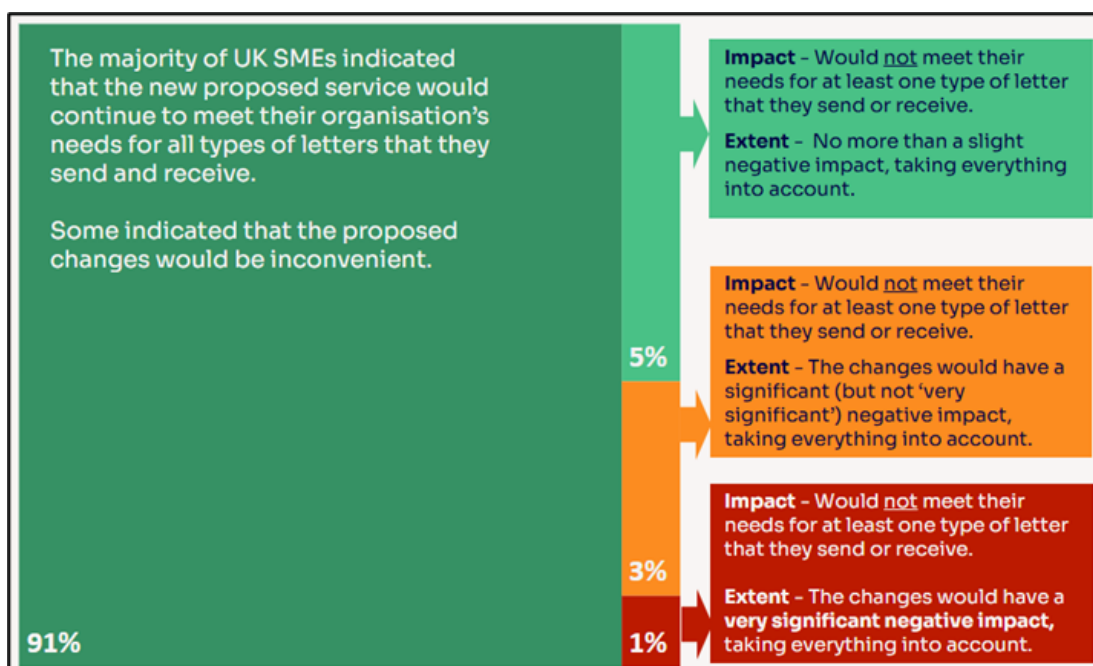 The majority of UK SMEs indicated
that the new proposed service would
continue to meet their organisation's
needs for all types of letters that they
send and receive.
Some indicated that the proposed
changes would be inconvenient.
91%
5%
3%
1%
Impact - Would not meet their
needs for at least one type of letter
that they send or receive.
Extent - No more than a slight
negative impact, taking everything
into account.
Impact - Would not meet their
needs for at least one type of letter
that they send or receive.
Extent - The changes would have a
significant (but not ‘very
significant’) negative impact,
taking everything into account.
Impact - Would not meet their
needs for at least one type of letter
that they send or receive.
Extent - The changes would have a
very significant negative impact,
taking everything into account.